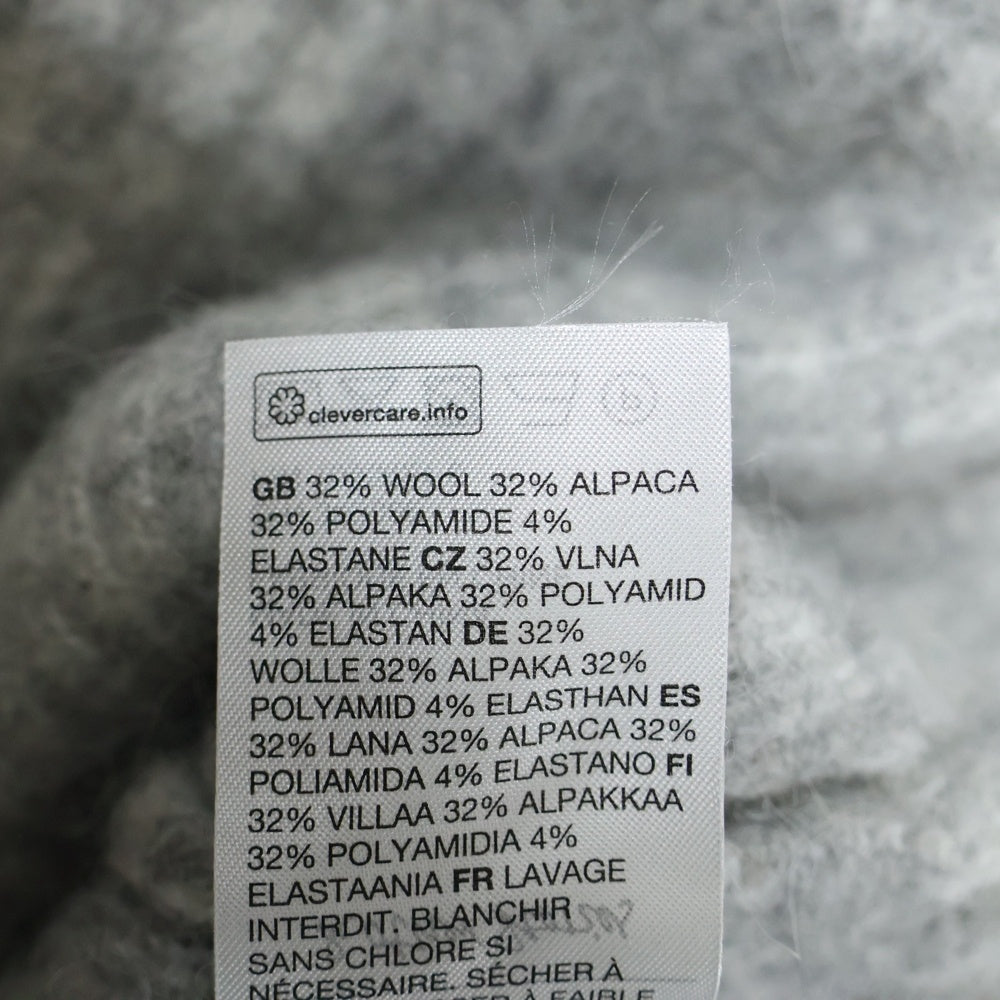 clevercare.info
GB 32% WOOL 32% ALPACA
32% POLYAMIDE 4%
ELASTANE CZ 32% VLNA
32% ALPAKA 32% POLYAMID
4% ELASTAN DE 32%
WOLLE 32% ALPAKA 32%
POLYAMID 4% ELASTHAN ES
32% LANA 32% ALPACA 32%
POLIAMIDA 4% ELASTANO FI
32% VILLAA 32% ALPAKKAA
32% POLYAMIDIA 4%
ELASTAANIA FR LAVAGE
INTERDIT. BLANCHIR
SANS CHLORE SI
NÉCESSAIRE. SÉCHER À
À FAIBLE